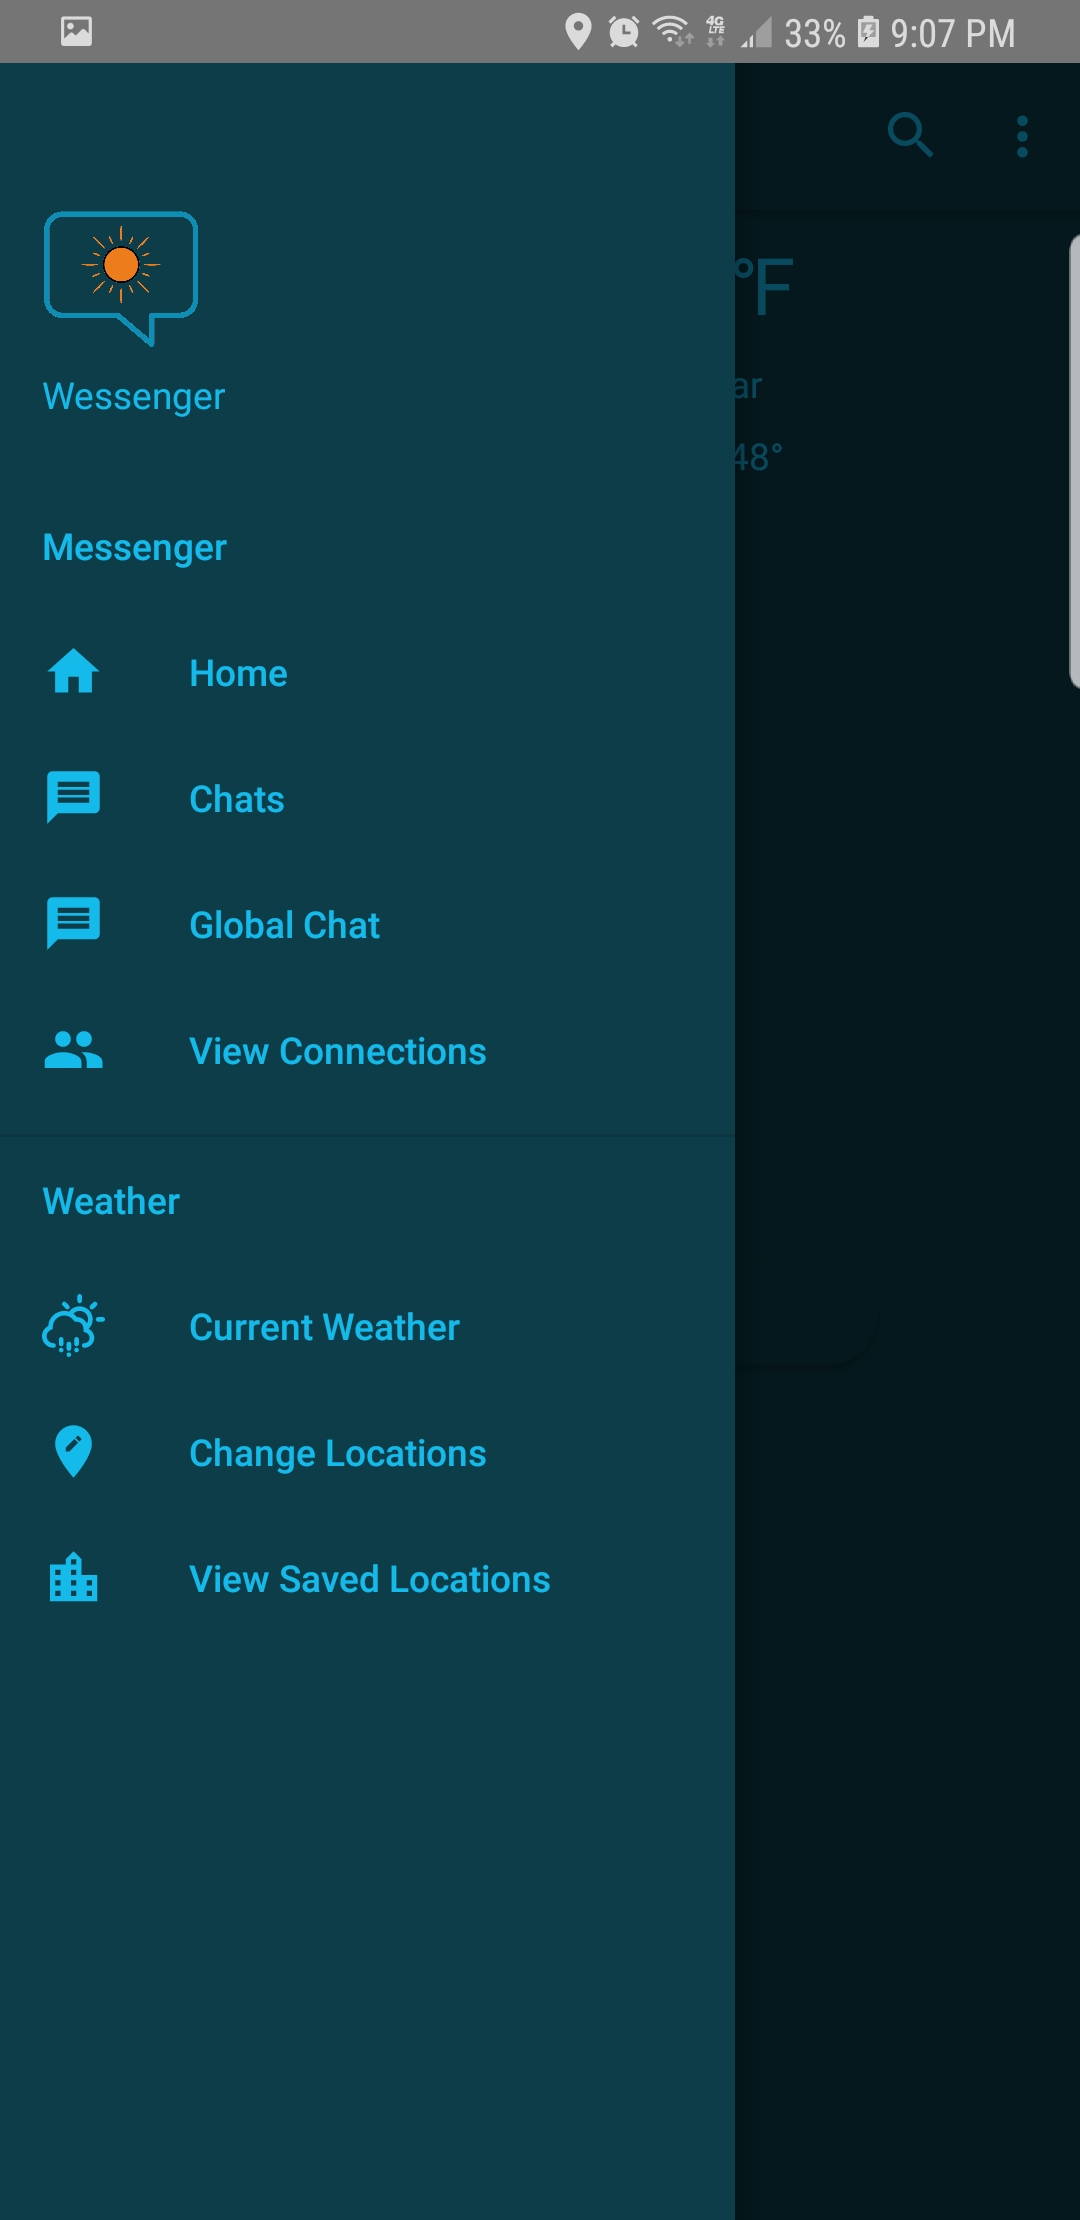 4G LTE 33% 9:07 PM
°F
ar
48°
Wessenger
Messenger
Home
Chats
Global Chat
View Connections
Weather
Current Weather
Change Locations
View Saved Locations